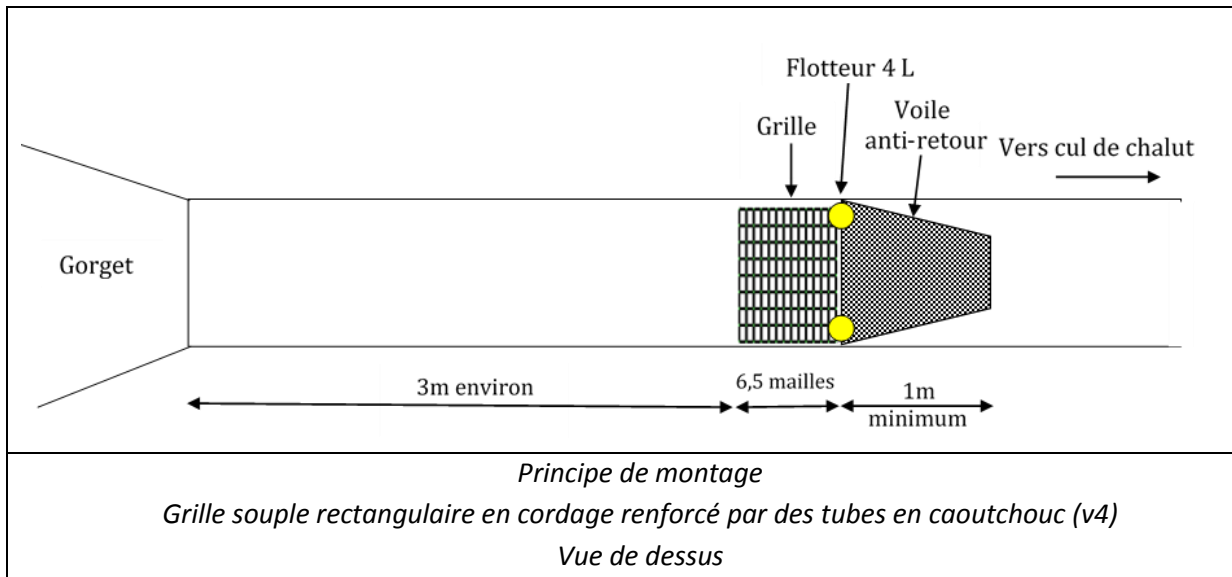 Flotteur 4 L
Voile
Grille
anti-retour
Vers cul de chalut
Gorget
3m environ
6,5 mailles
1m
minimum
Principe de montage
Grille souple rectangulaire en cordage renforcé par des tubes en caoutchouc (v4)
Vue de dessus